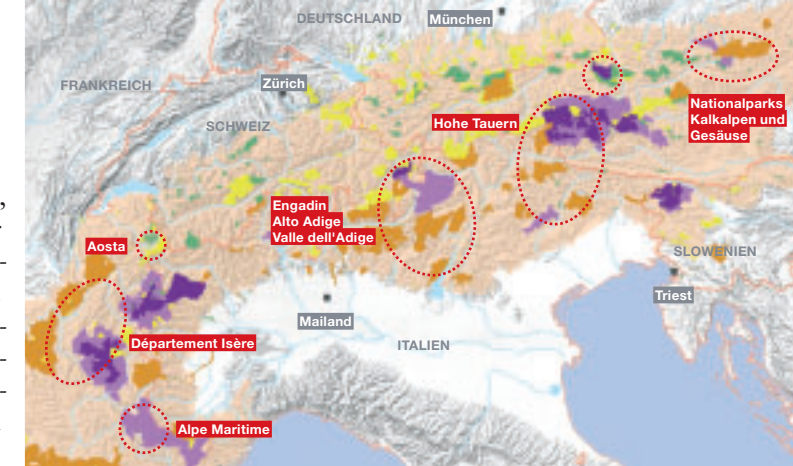 DEUTSCHLAND
München
FRANKREICH
Zürich
SCHWEIZ
Hohe Tauern
Nationalparks
Kalkalpen und
Gesäuse
Engadin
Alto Adige
Valle dell'Adige
Aosta
SLOWENIEN
Triest
Mailand
Département Isère
ITALIEN
Alpe Maritime